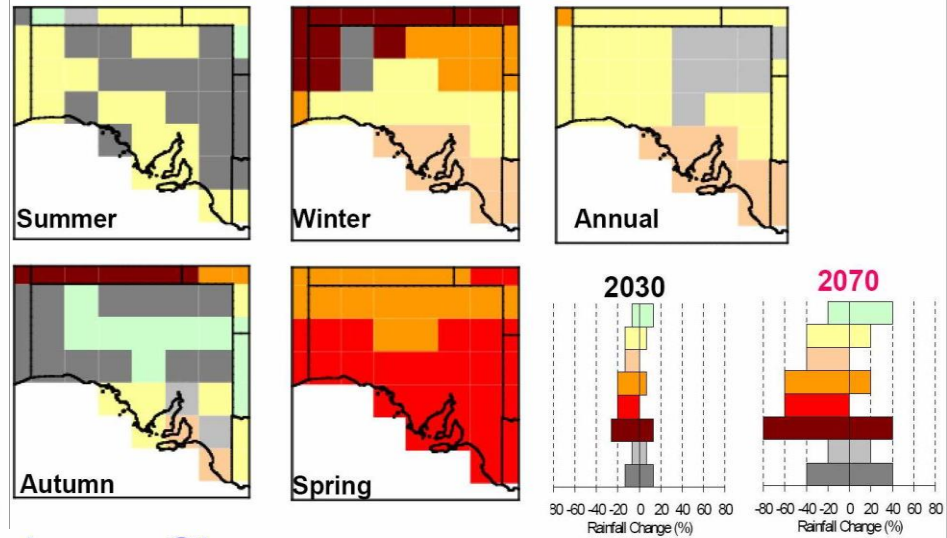 Summer
Winter
Annual
Autumn
Spring
2030
2070
30 -60 -40 -20 0 20 40 60 80
Rainfall Change (%)
-80 -60 -40 -20 0 20 40 60 80
Rainfall Change (%)